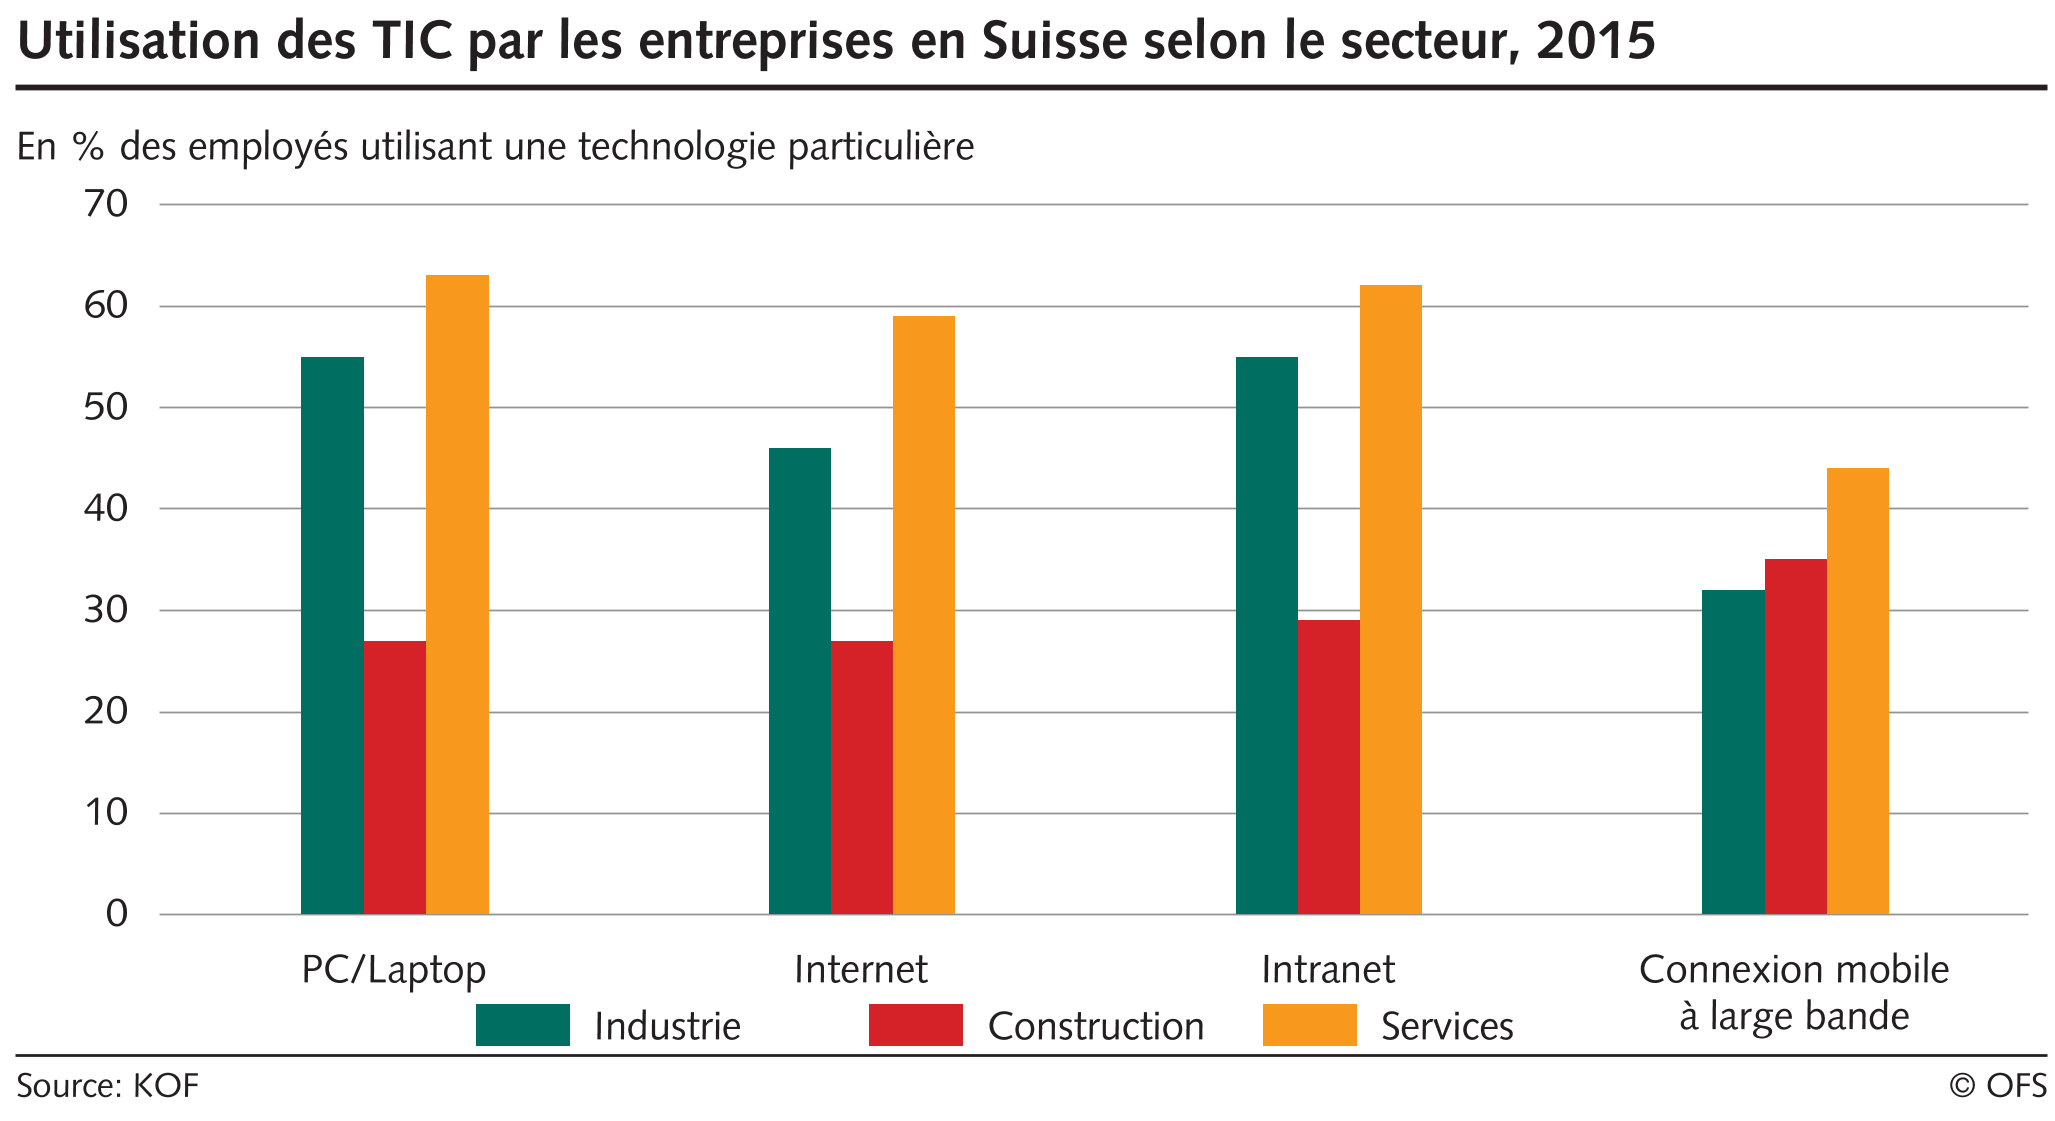 Utilisation des TIC par les entreprises en Suisse selon le secteur, 2015
En % des employés utilisant une technologie particulière
70
60
50
40
30
20
10
0
PC/Laptop
Internet
Intranet
Connexion mobile
à large bande
Industrie
Construction
Services
Source: KOF
© OFS